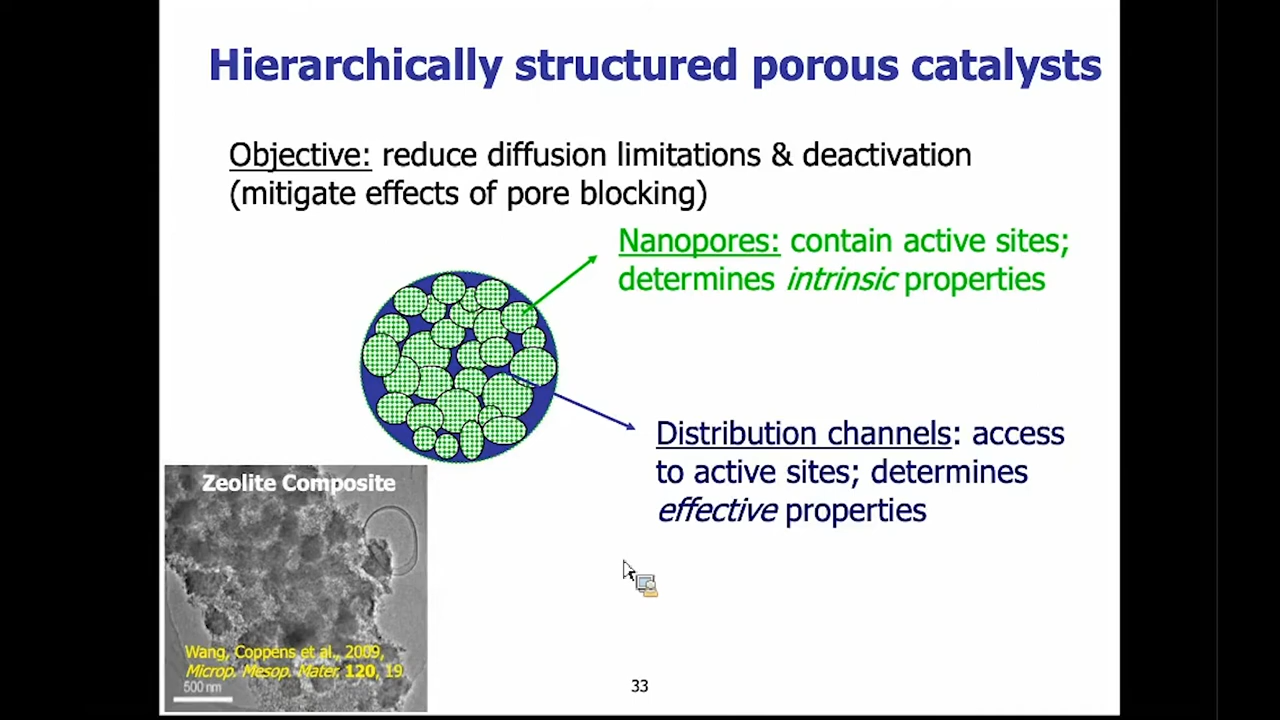 Hierarchically structured porous catalysts
Objective: reduce diffusion limitations & deactivation
(mitigate effects of pore blocking)
Nanopores: contain active sites;
determines intrinsic properties
Distribution channels: access
to active sites; determines
effective properties
Zeolite Composite
Wang, Coppens et al., 2009,
Microp. Mesop. Mater. 120, 19
500 nm
33